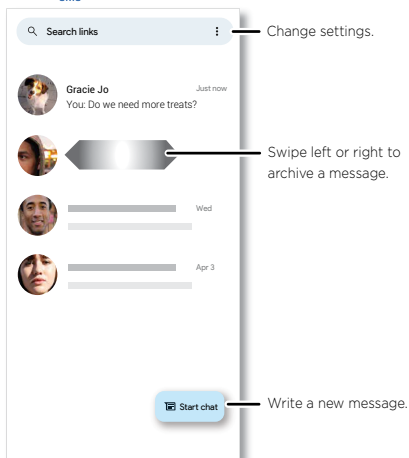 Search links
Change settings.
Gracie Jo
Just now
You: Do we need more treats?
Swipe left or right to
archive a message.
Wed
Apr 3
Start chat
Write a new message.